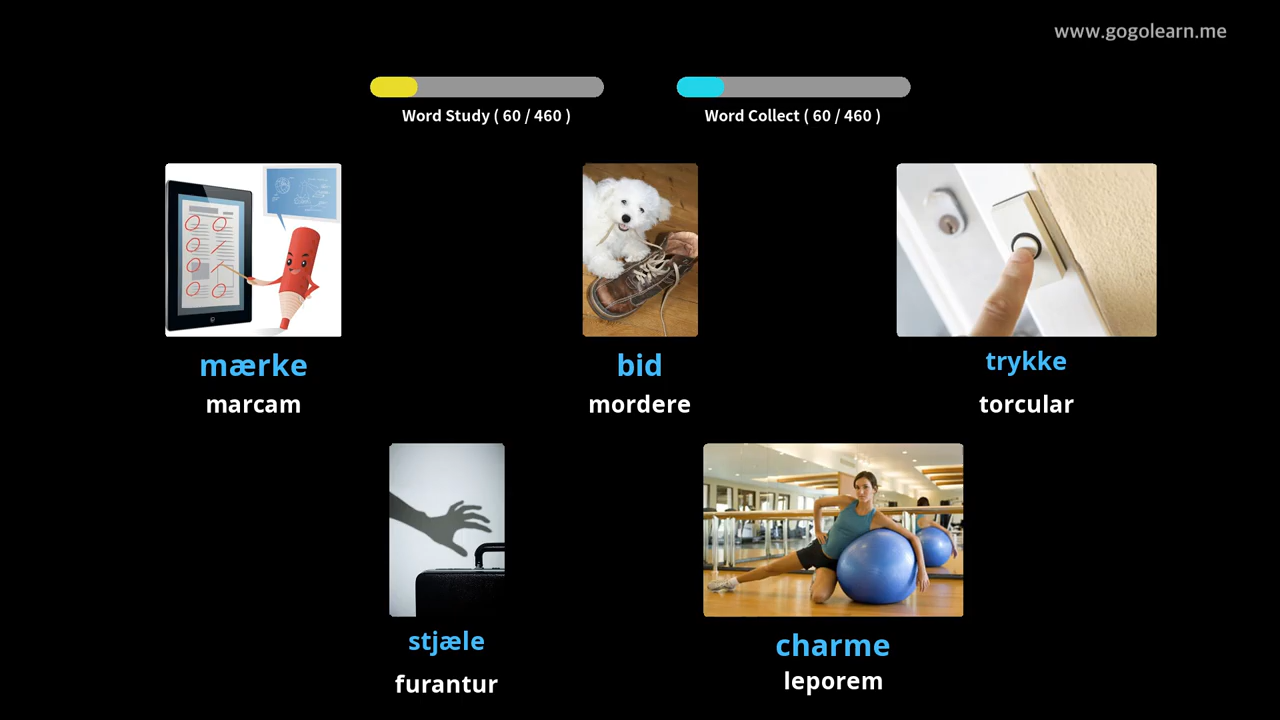 www.gogolearn.me
Word Study ( 60 / 460 )
Word Collect ( 60 / 460 )
mærke
marcam
bid
mordere
trykke
torcular
stjæle
furantur
charme
leporem